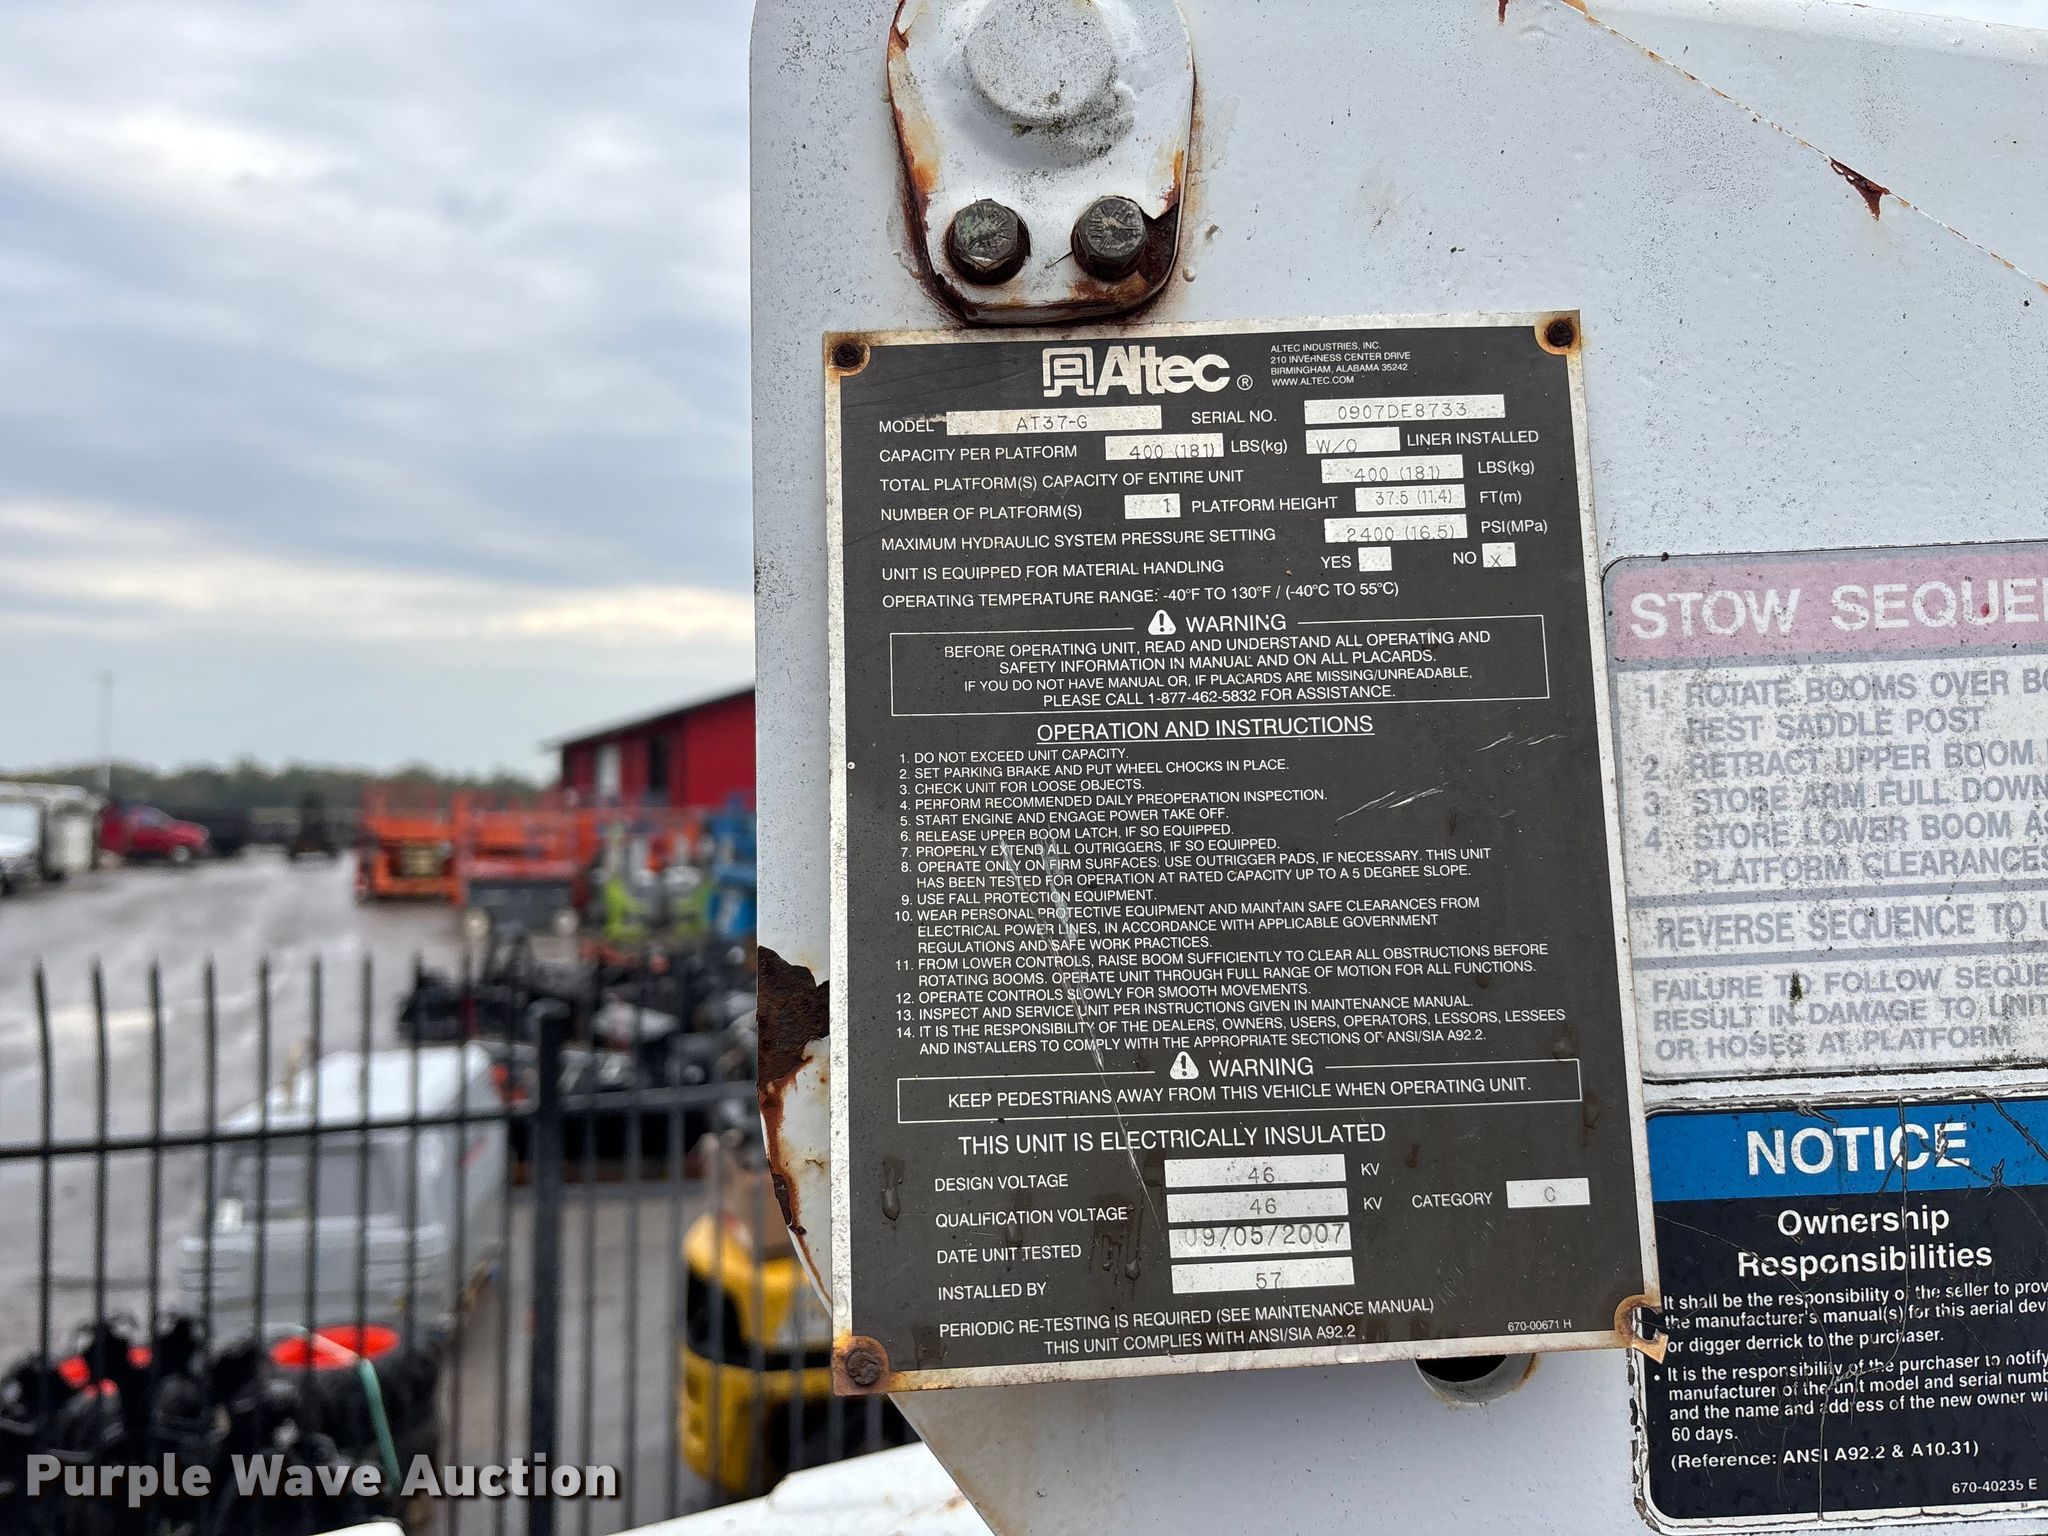 Altec ®
ALTEC INDUSTRIES, INC.
210 INVERNESS CENTER DRIVE
BIRMINGHAM, ALABAMA 35242
WWW.ALTEC.COM
MODEL AT37-G SERIAL NO. 0907DE8733
CAPACITY PER PLATFORM 400 (181) LBS(kg) W/O LINER INSTALLED
TOTAL PLATFORM(S) CAPACITY OF ENTIRE UNIT 400 (181) LBS(kg)
NUMBER OF PLATFORM(S) 1 PLATFORM HEIGHT 37.5 (11.4) FT(m)
MAXIMUM HYDRAULIC SYSTEM PRESSURE SETTING 2400 (16.5) PSI(MPa)
UNIT IS EQUIPPED FOR MATERIAL HANDLING YES NO X
OPERATING TEMPERATURE RANGE: -40°F TO 130°F / (-40°C TO 55°C)
WARNING
BEFORE OPERATING UNIT, READ AND UNDERSTAND ALL OPERATING AND
SAFETY INFORMATION IN MANUAL AND ON ALL PLACARDS.
IF YOU DO NOT HAVE MANUAL OR, IF PLACARDS ARE MISSING/UNREADABLE,
PLEASE CALL 1-877-462-5832 FOR ASSISTANCE.
OPERATION AND INSTRUCTIONS
1. DO NOT EXCEED UNIT CAPACITY.
2. SET PARKING BRAKE AND PUT WHEEL CHOCKS IN PLACE.
3. CHECK UNIT FOR LOOSE OBJECTS.
4. PERFORM RECOMMENDED DAILY PREOPERATION INSPECTION.
5. START ENGINE AND ENGAGE POWER TAKE OFF.
6. RELEASE UPPER BOOM LATCH, IF SO EQUIPPED.
7. PROPERLY EXTEND ALL OUTRIGGERS, IF SO EQUIPPED.
8. OPERATE ONLY ON FIRM SURFACES: USE OUTRIGGER PADS, IF NECESSARY. THIS UNIT
HAS BEEN TESTED FOR OPERATION AT RATED CAPACITY UP TO A 5 DEGREE SLOPE.
9. USE FALL PROTECTION EQUIPMENT.
10. WEAR PERSONAL PROTECTIVE EQUIPMENT AND MAINTAIN SAFE CLEARANCES FROM
ELECTRICAL POWER LINES, IN ACCORDANCE WITH APPLICABLE GOVERNMENT
REGULATIONS AND SAFE WORK PRACTICES.
11. FROM LOWER CONTROLS, RAISE BOOM SUFFICIENTLY TO CLEAR ALL OBSTRUCTIONS BEFORE
ROTATING BOOMS. OPERATE UNIT THROUGH FULL RANGE OF MOTION FOR ALL FUNCTIONS.
12. OPERATE CONTROLS SLOWLY FOR SMOOTH MOVEMENTS.
13. INSPECT AND SERVICE UNIT PER INSTRUCTIONS GIVEN IN MAINTENANCE MANUAL.
14. IT IS THE RESPONSIBILITY OF THE DEALERS, OWNERS, USERS, OPERATORS, LESSORS, LESSEES
AND INSTALLERS TO COMPLY WITH THE APPROPRIATE SECTIONS OF ANSI/SIA A92.2.
WARNING
KEEP PEDESTRIANS AWAY FROM THIS VEHICLE WHEN OPERATING UNIT.
THIS UNIT IS ELECTRICALLY INSULATED
DESIGN VOLTAGE 46 KV
QUALIFICATION VOLTAGE 46 KV CATEGORY C
DATE UNIT TESTED 09/05/2007
INSTALLED BY 57
PERIODIC RE-TESTING IS REQUIRED (SEE MAINTENANCE MANUAL)
THIS UNIT COMPLIES WITH ANSI/SIA A92.2
670-00671 H
STOW SEQUE
1. ROTATE BOOMS OVER BO
REST SADDLE POST
2. RETRACT UPPER BOOM
3. STORE ARM FULL DOWN
4. STORE LOWER BOOM A
PLATFORM CLEARANCES
REVERSE SEQUENCE TO U
FAILURE TO FOLLOW SEQUE
RESULT IN DAMAGE TO UNIT
OR HOSES AT PLATFORM
NOTICE
Ownership
Responsibilities
It shall be the responsibility of the seller to prov
the manufacturer's manual(s) for this aerial devi
or digger derrick to the purchaser.
• It is the responsibility of the purchaser to notify
manufacturer of the unit model and serial numb
and the name and address of the new owner wi
60 days.
(Reference: ANSI A92.2 & A10.31)
670-40235 E
Purple Wave Auction